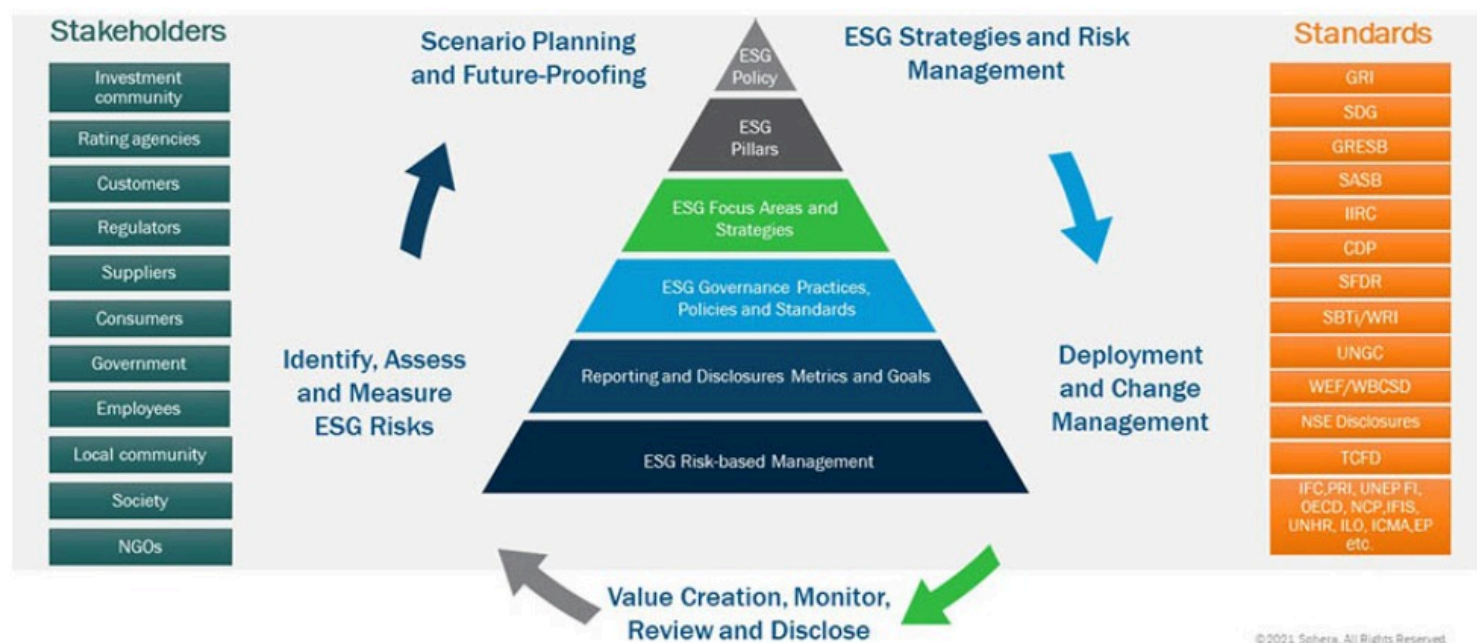 Stakeholders
Investment
community
Rating agencies
Customers
Regulators
Suppliers
Consumers
Government
Employees
Local community
Society
NGOs
Scenario Planning
and Future-Proofing
ESG Strategies and Risk
Management
Identify, Assess
and Measure
ESG Risks
Deployment
and Change
Management
Value Creation, Monitor,
Review and Disclose
ESG
Policy
ESG
Pillars
ESG Focus Areas and
Strategies
ESG Governance Practices,
Policies and Standards
Reporting and Disclosures Metrics and Goals
ESG Risk-based Management
Standards
GRI
SDG
GRESB
SASB
IIRC
CDP
SFDR
SBTi/WRI
UNGC
WEF/WBCSD
NSE Disclosures
TCFD
IFC,PRI, UNEP FI,
OECD, NCP,IFIS,
UNHR, ILO, ICMA,EP
etc.
©2021 Sphera. All Rights Reserved.